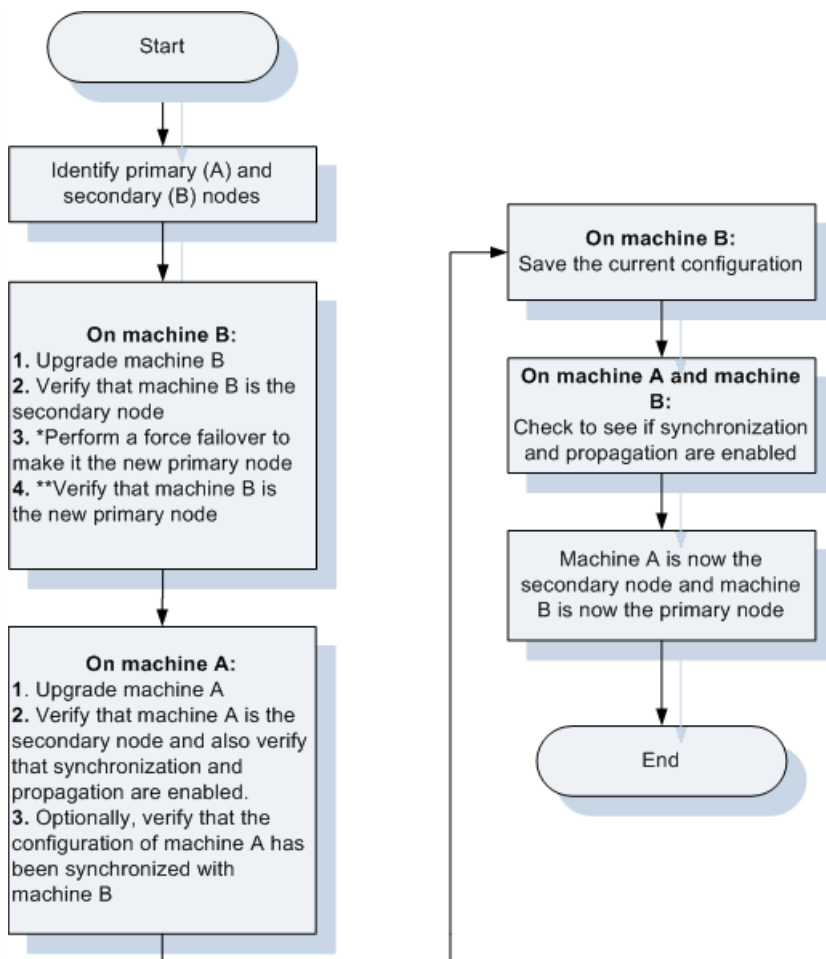 Start
Identify primary (A) and
secondary (B) nodes
On machine B:
1. Upgrade machine B
2. Verify that machine B is the
secondary node
3. *Perform a force failover to
make it the new primary node
4. **Verify that machine B is
the new primary node
On machine A:
1. Upgrade machine A
2. Verify that machine A is the
secondary node and also verify
that synchronization and
propagation are enabled.
3. Optionally, verify that the
configuration of machine A has
been synchronized with
machine B
On machine B:
Save the current configuration
On machine A and machine
B:
Check to see if synchronization
and propagation are enabled
Machine A is now the
secondary node and machine
B is now the primary node
End